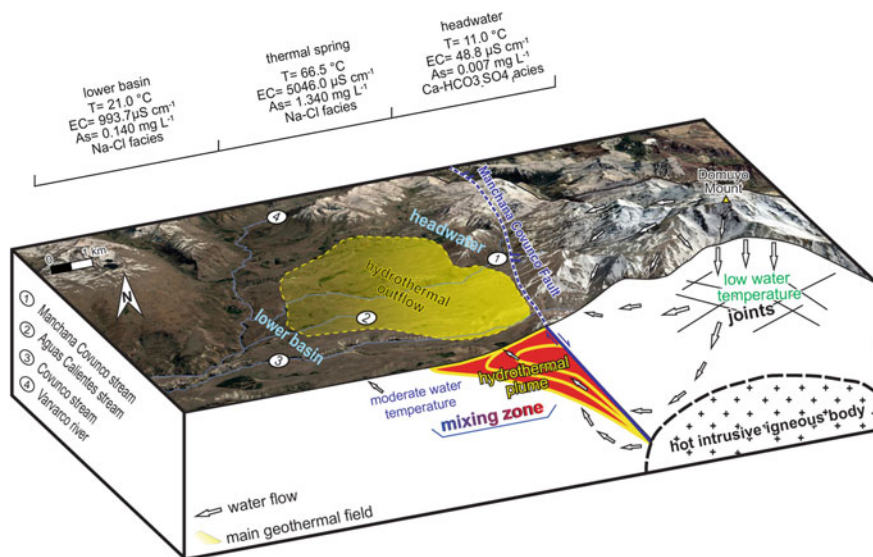 headwater
T= 11.0 °C
EC= 48.8 µS cm⁻¹
As= 0.007 mg L⁻¹
Ca-HCO3,SO4 acies
thermal spring
T= 66.5 °C
EC= 5046.0 µS cm⁻¹
As= 1.340 mg L⁻¹
Na-Cl facies
lower basin
T= 21.0 °C
EC= 993.7µS cm⁻¹
As= 0.140 mg L⁻¹
Na-Cl
facies
Domuyo
Mount
Manchana Covunco Fault
headwater
4
1
hydrothermal
outflow
2
lower basin
3
0 1 km
N
low water
temperature
joints
hydrothermal
plume
moderate water
temperature
mixing zone
hot intrusive igneous body
1 Manchana Covunco stream
2 Aguas Calientes stream
3 Covunco stream
4 Varvarco river
water flow
main geothermal field